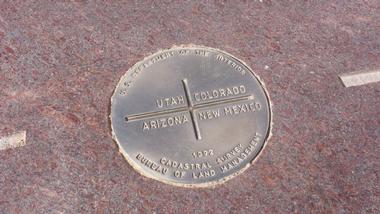 U.S. DEPARTMENT OF THE INTERIOR
UTAH COLORADO
ARIZONA NEW MEXICO
1992
CADASTRAL SURVEY
BUREAU OF LAND MANAGEMENT